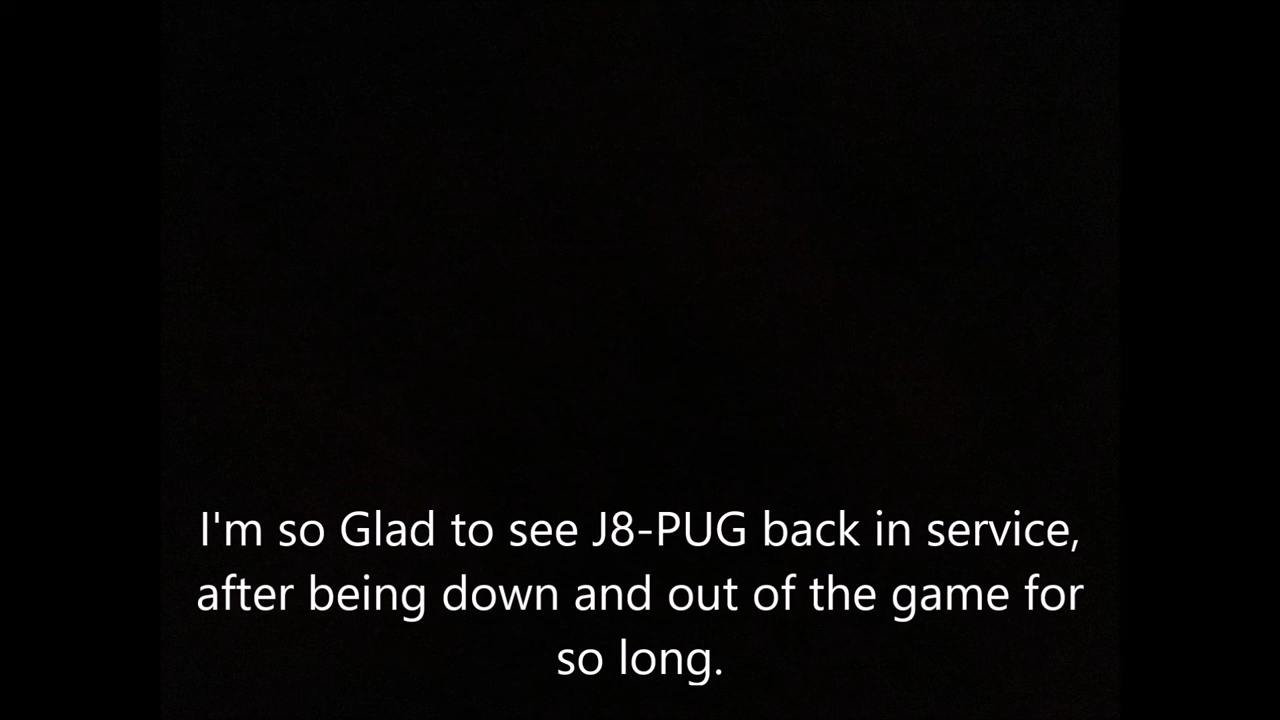 I'm so Glad to see J8-PUG back in service,
after being down and out of the game for
so long.